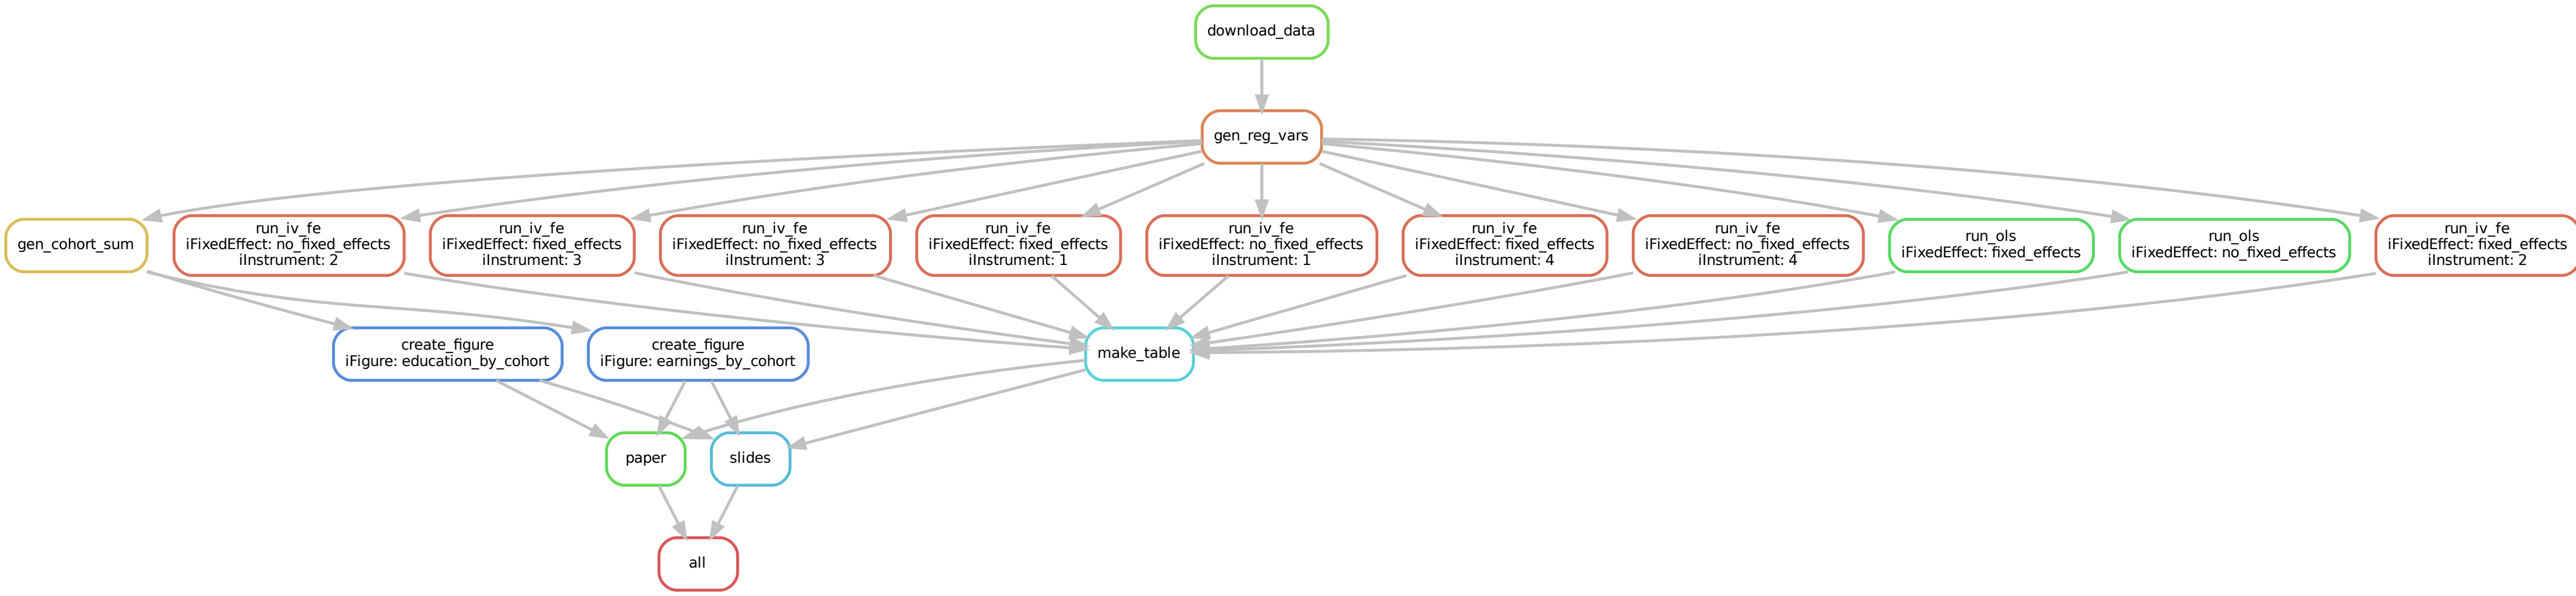 download_data
gen_reg_vars
gen_cohort_sum
run_iv_fe
iFixedEffect: no_fixed_effects
iInstrument: 2
run_iv_fe
iFixedEffect: fixed_effects
iInstrument: 3
run_iv_fe
iFixedEffect: no_fixed_effects
iInstrument: 3
run_iv_fe
iFixedEffect: fixed_effects
iInstrument: 1
run_iv_fe
iFixedEffect: no_fixed_effects
iInstrument: 1
run_iv_fe
iFixedEffect: fixed_effects
iInstrument: 4
run_iv_fe
iFixedEffect: no_fixed_effects
iInstrument: 4
run_ols
iFixedEffect: fixed_effects
run_ols
iFixedEffect: no_fixed_effects
run_iv_fe
iFixedEffect: fixed_effects
iInstrument: 2
create_figure
iFigure: education_by_cohort
create_figure
iFigure: earnings_by_cohort
make_table
paper
slides
all